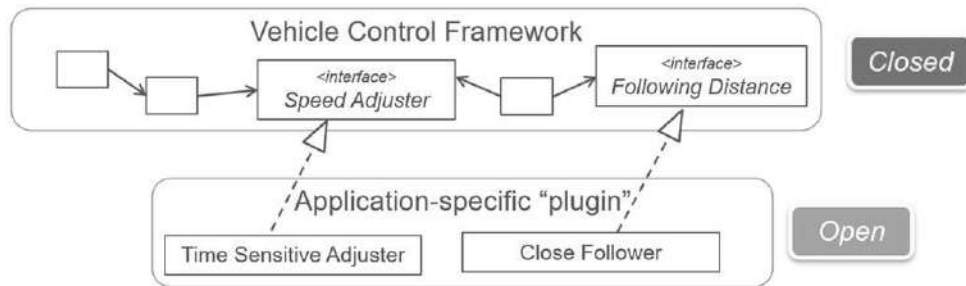 Vehicle Control Framework
<interface>
Speed Adjuster
<interface>
Following Distance
Closed
Application-specific “plugin”
Time Sensitive Adjuster
Close Follower
Open